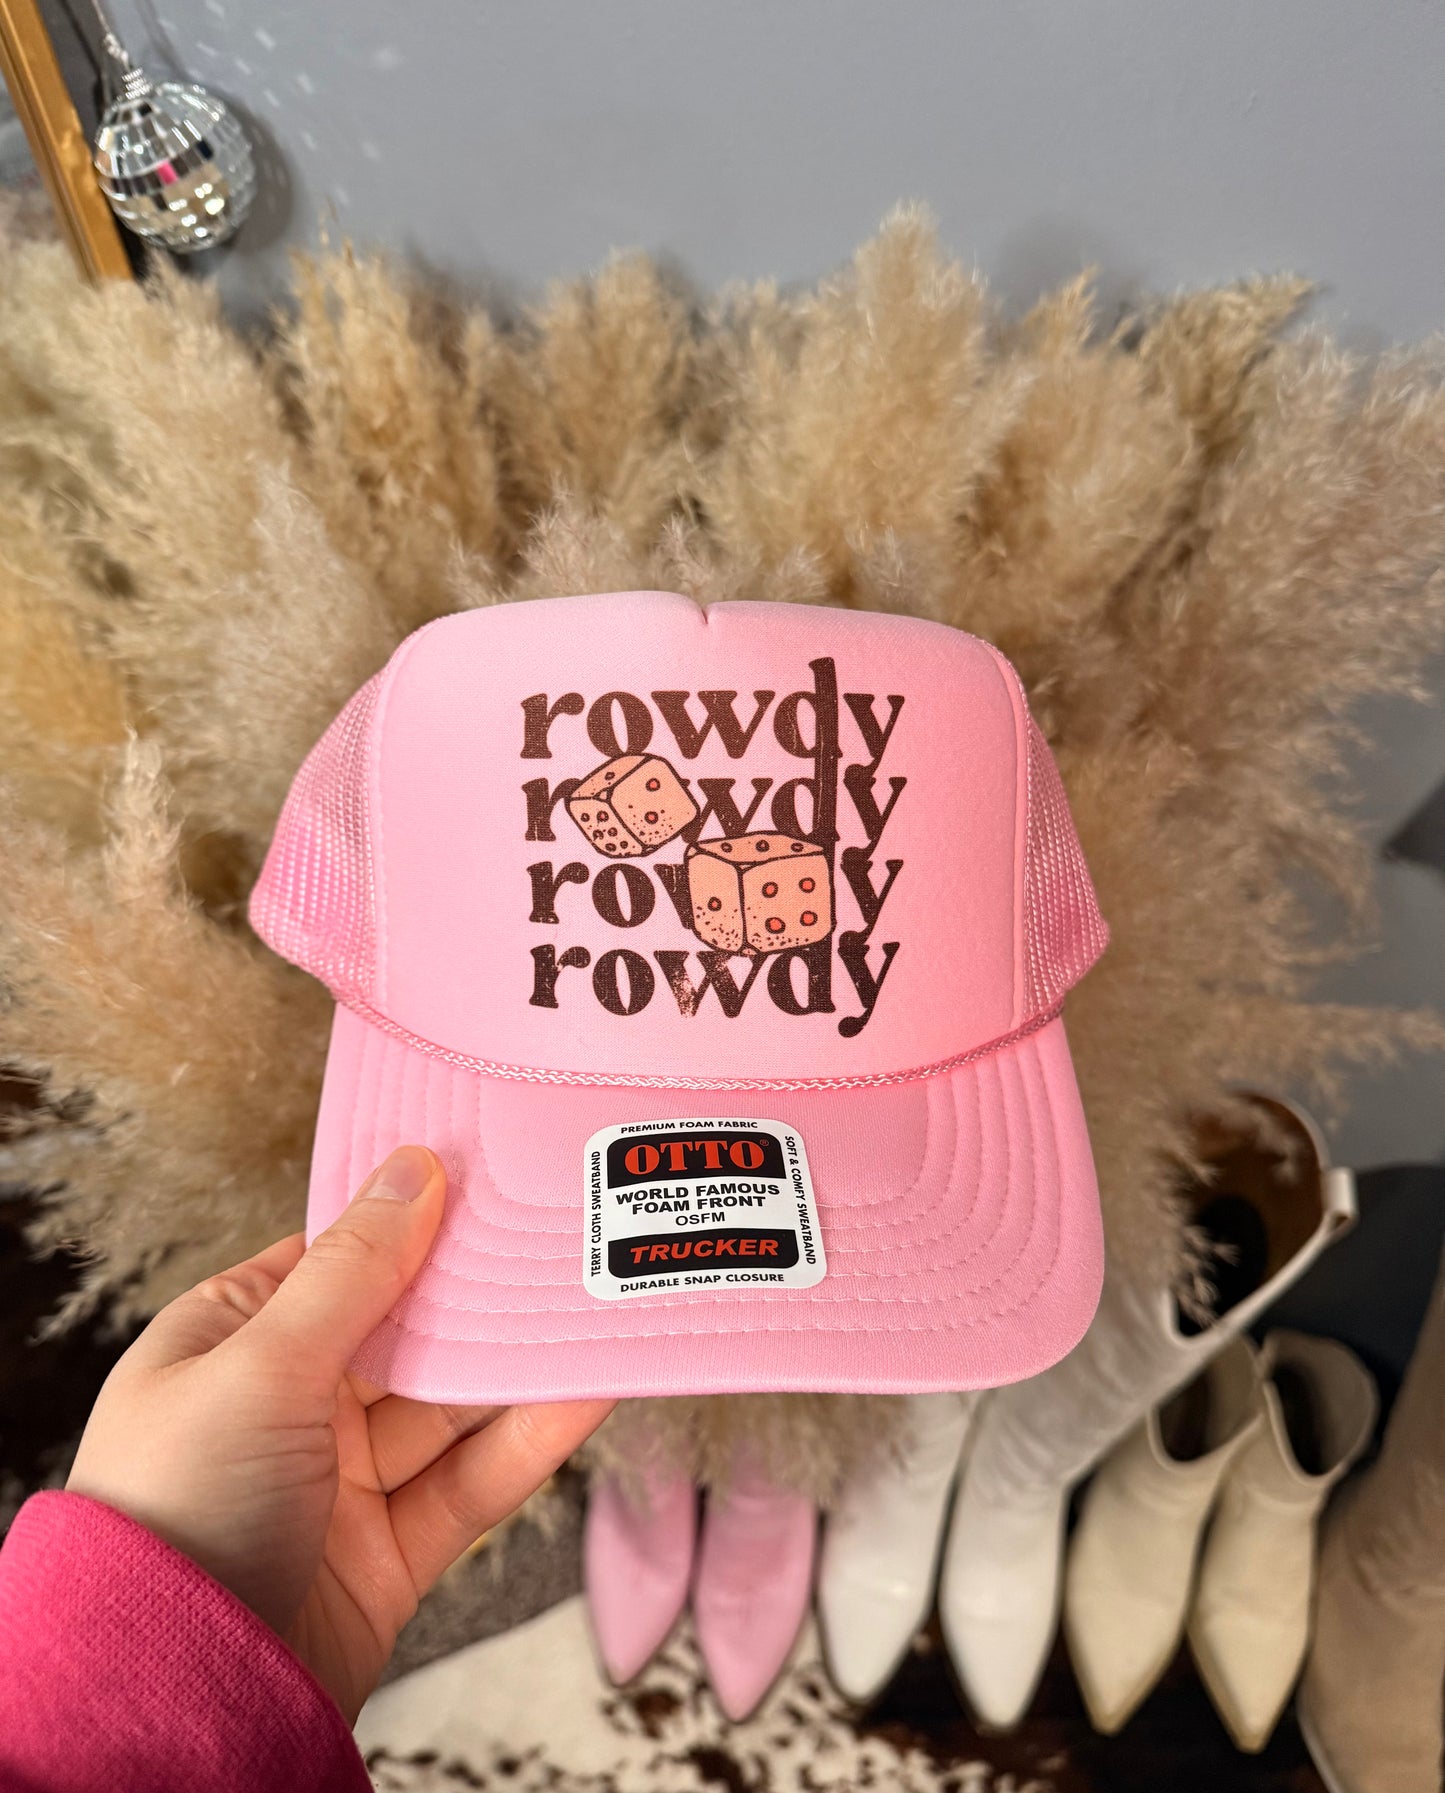 rowdy
rowdy
rowdy
rowdy
PREMIUM FOAM FABRIC
OTTO®
WORLD FAMOUS
FOAM FRONT
OSFM
TRUCKER
DURABLE SNAP CLOSURE
TERRY CLOTH SWEATBAND
SOFT & COMFY SWEATBAND